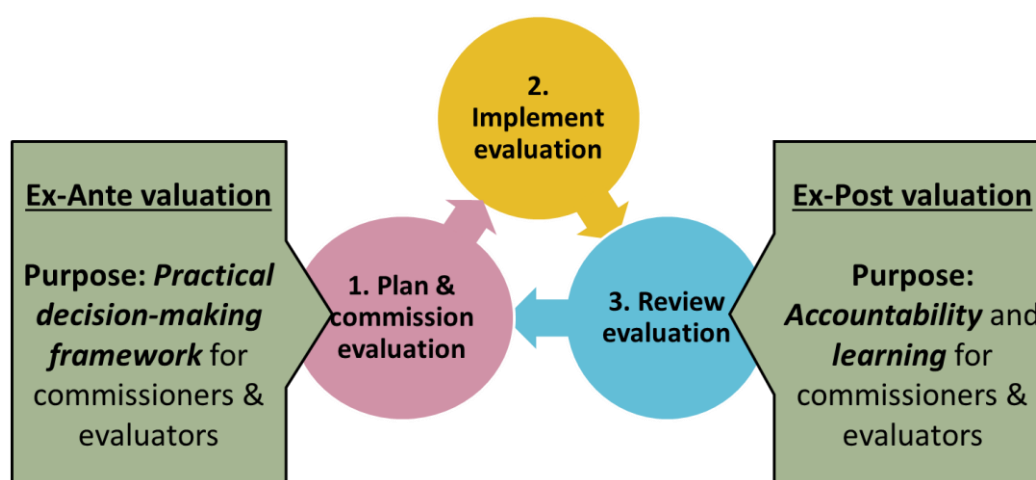 2.
Implement
evaluation
Ex-Ante valuation
Purpose: Practical
decision-making
framework for
commissioners &
evaluators
1. Plan &
commission
evaluation
3. Review
evaluation
Ex-Post valuation
Purpose:
Accountability and
learning for
commissioners &
evaluators